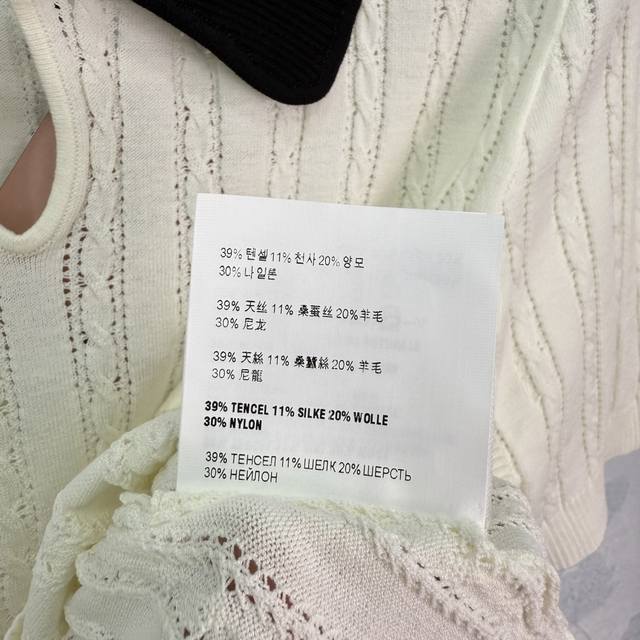 39% 텐셀 11% 천사 20% 양모
30% 나일론
39% 天丝 11% 桑蚕丝 20% 羊毛
30% 尼龙
39% 天絲 11% 桑蠶絲 20% 羊毛
30% 尼龍
39% TENCEL 11% SILKE 20% WOLLE
30% NYLON
39% ТЕНСЕЛ 11% ШЕЛК 20% ШЕРСТЬ
30% НЕЙЛОН